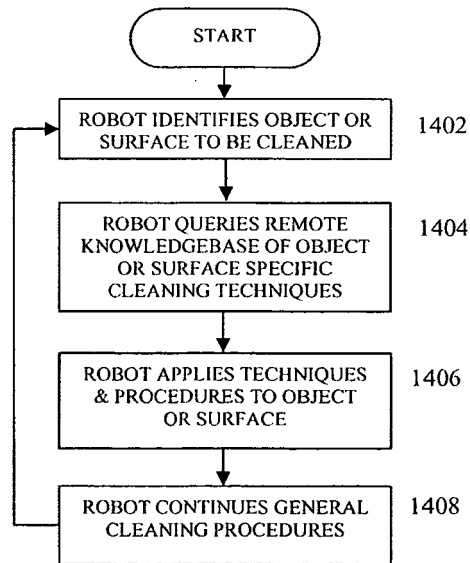 START
ROBOT IDENTIFIES OBJECT OR
SURFACE TO BE CLEANED
1402
ROBOT QUERIES REMOTE
KNOWLEDGEBASE OF OBJECT
OR SURFACE SPECIFIC
CLEANING TECHNIQUES
1404
ROBOT APPLIES TECHNIQUES
& PROCEDURES TO OBJECT
OR SURFACE
1406
ROBOT CONTINUES GENERAL
CLEANING PROCEDURES
1408